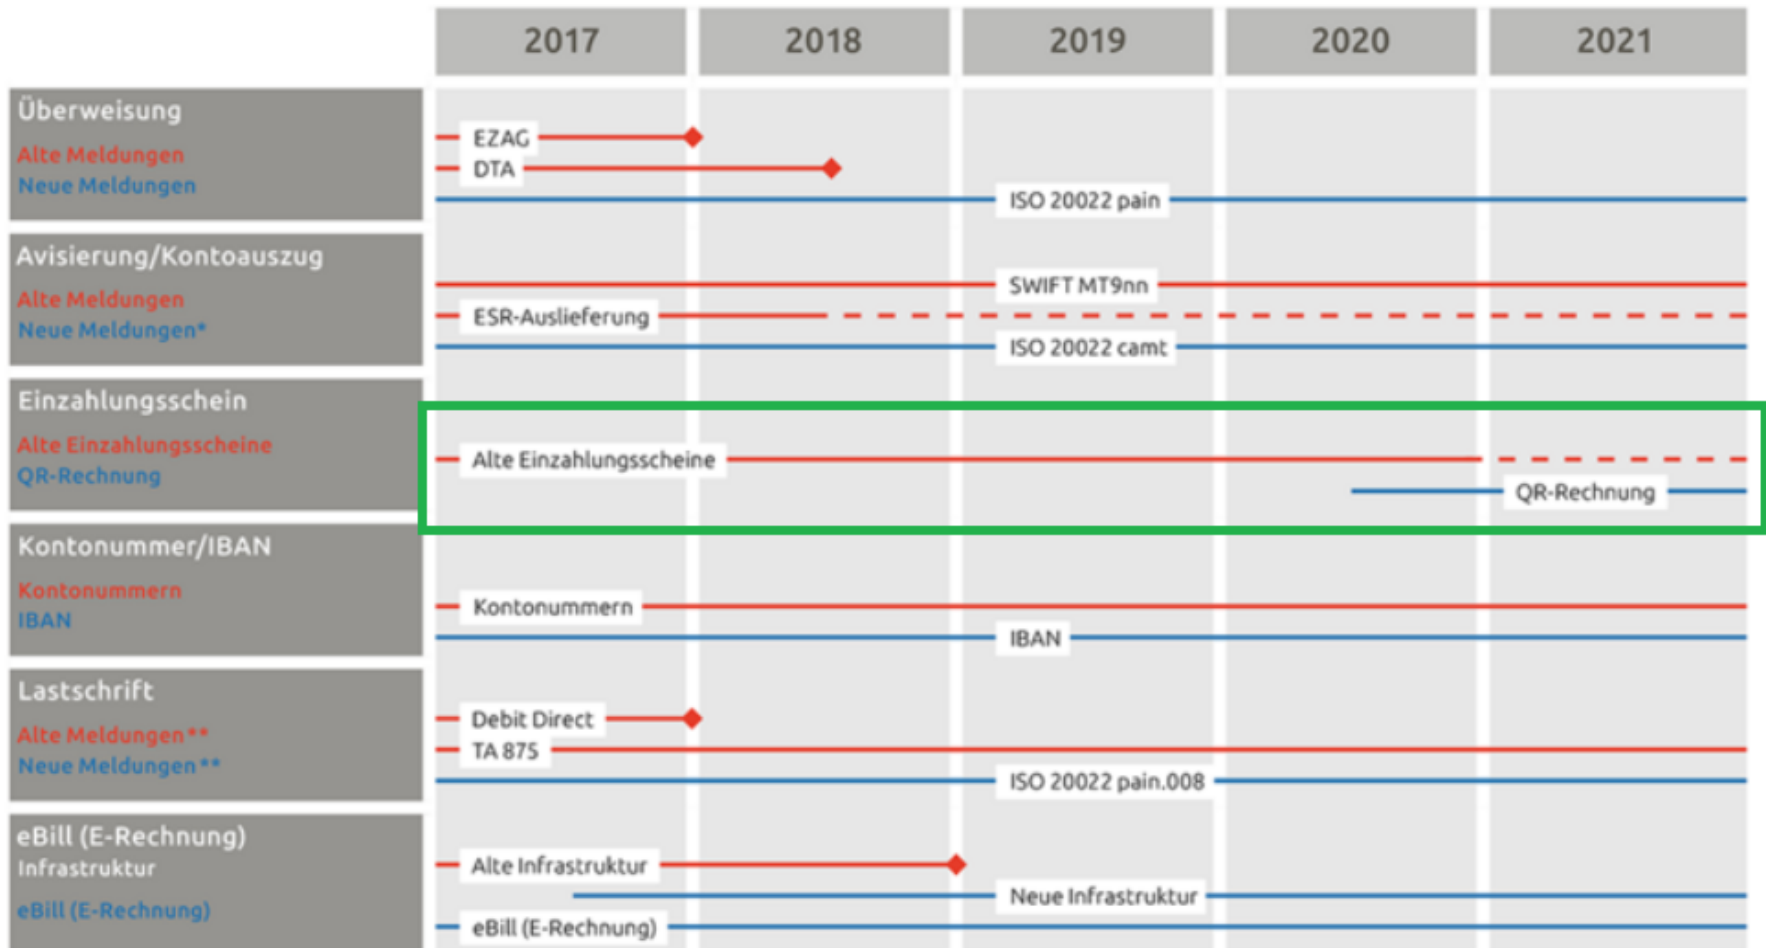 2017 2018 2019 2020 2021
Überweisung
Alte Meldungen
Neue Meldungen
EZAG
DTA
ISO 20022 pain
Avisierung/Kontoauszug
Alte Meldungen
Neue Meldungen*
SWIFT MT9nn
ESR-Auslieferung
ISO 20022 camt
Einzahlungsschein
Alte Einzahlungsscheine
QR-Rechnung
Alte Einzahlungsscheine
QR-Rechnung
Kontonummer/IBAN
Kontonummern
IBAN
Kontonummern
IBAN
Lastschrift
Alte Meldungen**
Neue Meldungen**
Debit Direct
TA 875
ISO 20022 pain.008
eBill (E-Rechnung)
Infrastruktur
eBill (E-Rechnung)
Alte Infrastruktur
Neue Infrastruktur
eBill (E-Rechnung)